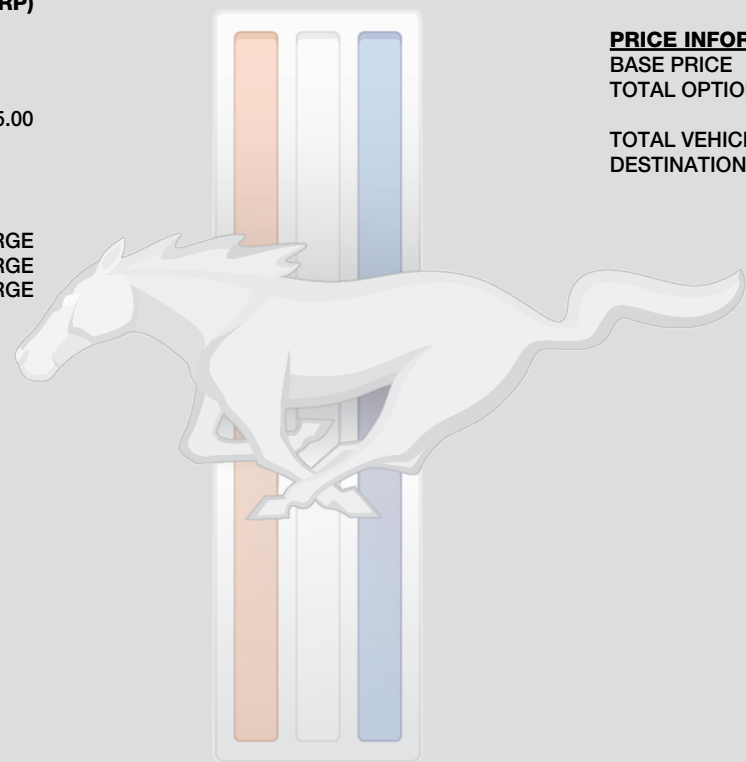 RP)
5.00
RGE
RGE
RGE
PRICE INFOR
BASE PRICE
TOTAL OPTIO
TOTAL VEHICL
DESTINATION